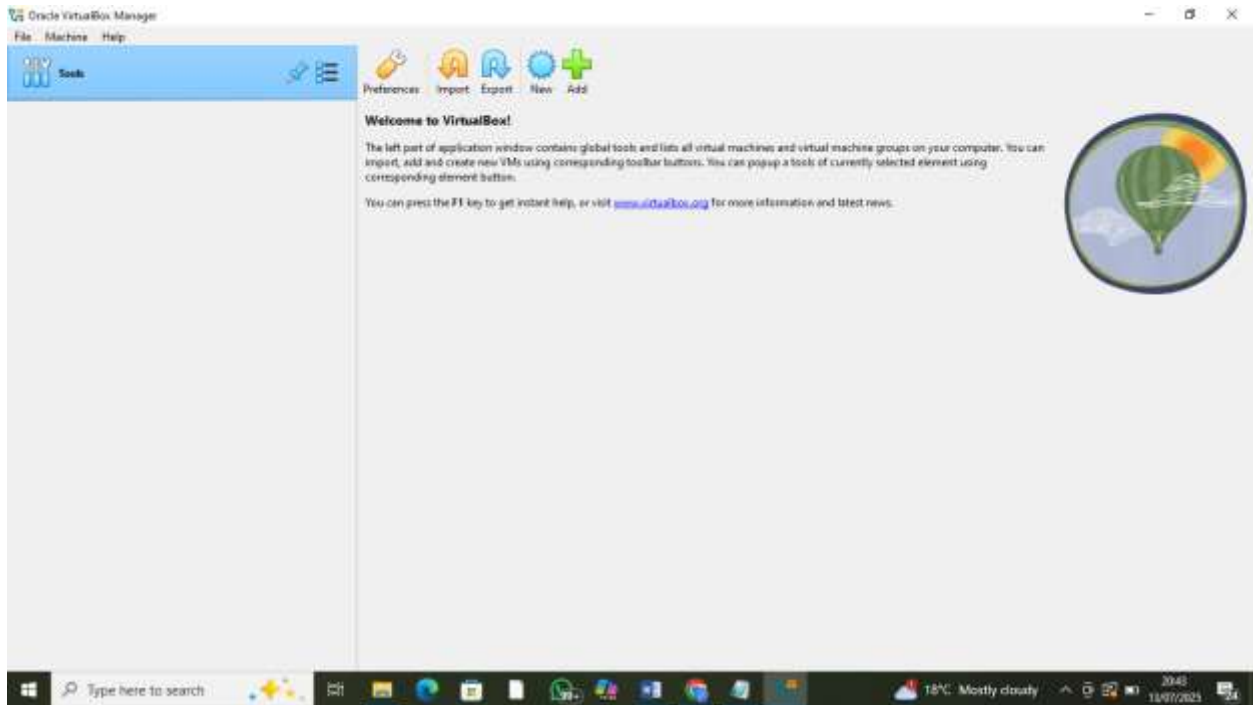 Oracle VirtualBox Manager
File Machine Help
Tools
Preferences Import Export New Add
Welcome to VirtualBox!
The left part of application window contains global tools and lists all virtual machines and virtual machine groups on your computer. You can
import, add and create new VMs using corresponding toolbar buttons. You can popup a tools of currently selected element using
corresponding element button.
You can press the F1 key to get instant help, or visit www.virtualbox.org for more information and latest news.
Type here to search
99+
18°C Mostly cloudy
20:43
13/07/2025
24